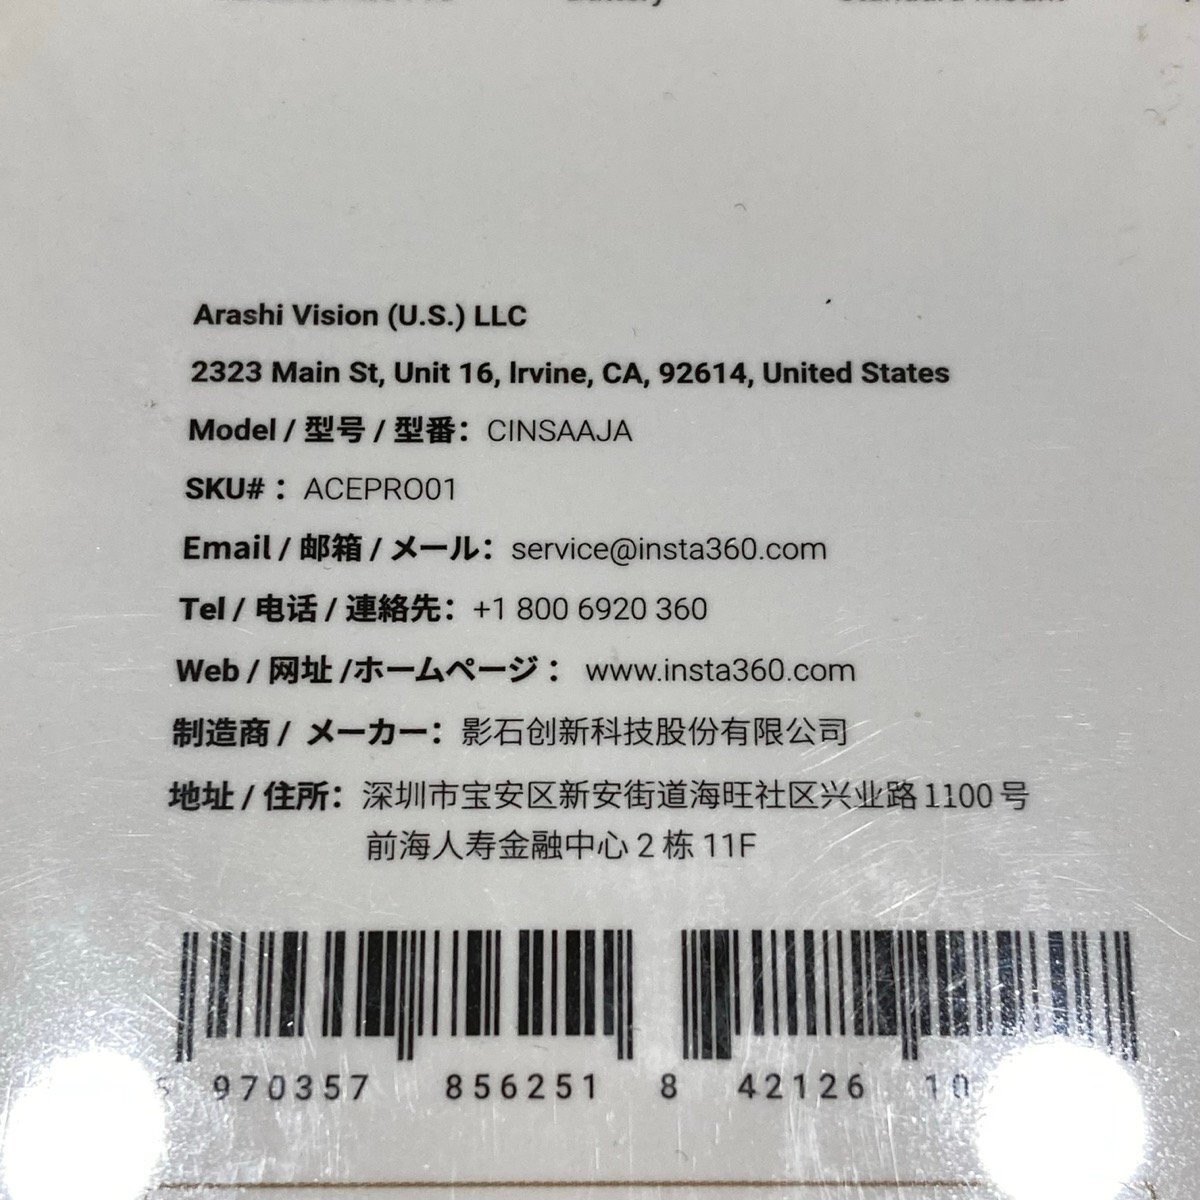 Arashi Vision (U.S.) LLC
2323 Main St, Unit 16, Irvine, CA, 92614, United States
Model / 型号 / 型番： CINSAAJA
SKU# ： ACEPRO01
Email / 邮箱 / メール： service@insta360.com
Tel / 电话 / 連絡先： +1 800 6920 360
Web / 网址 /ホームページ ： www.insta360.com
制造商 / メーカー： 影石创新科技股份有限公司
地址 / 住所： 深圳市宝安区新安街道海旺社区兴业路1100号
前海人寿金融中心 2 栋 11F
970357 856251 8 42126 10